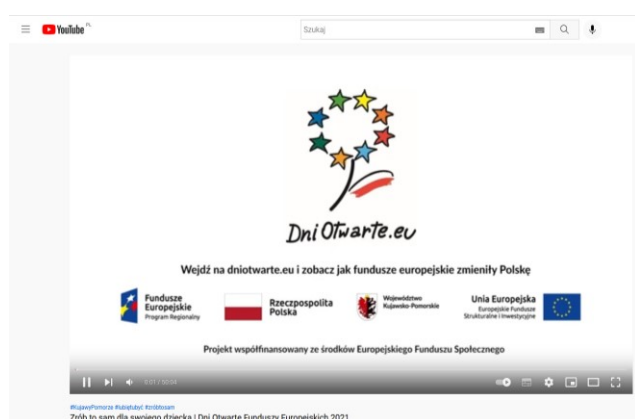 YouTube PL
Szukaj
DniOtwarte.eu
Wejdź na dniotwarte.eu i zobacz jak fundusze europejskie zmieniły Polskę
Fundusze
Europejskie
Program Regionalny
Rzeczpospolita
Polska
Województwo
Kujawsko-Pomorskie
Unia Europejska
Europejskie Fundusze
Strukturalne i Inwestycyjne
Projekt współfinansowany ze środków Europejskiego Funduszu Społecznego
#KujawyPomorze #lubiętubyć #zróbtosam
Zrób to sam dla swojego dziecka | Dni Otwarte Funduszy Europejskich 2021